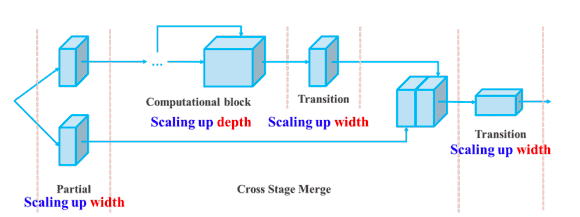 ...
Computational block
Scaling up depth
Transition
Scaling up width
Transition
Scaling up width
Partial
Scaling up width
Cross Stage Merge